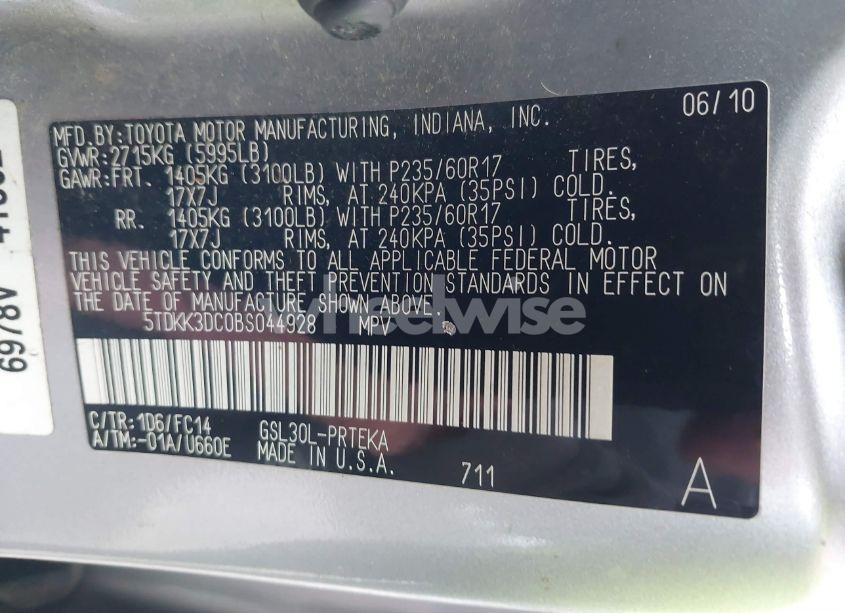 06/10
MFD.BY:TOYOTA MOTOR MANUFACTURING, INDIANA, INC.
GVWR:2715KG (5995LB)
GAWR:FRT. 1405KG (3100LB) WITH P235/60R17 TIRES,
17X7J RIMS, AT 240KPA (35PSI) COLD.
RR. 1405KG (3100LB) WITH P235/60R17 TIRES,
17X7J RIMS, AT 240KPA (35PSI) COLD.
THIS VEHICLE CONFORMS TO ALL APPLICABLE FEDERAL MOTOR
VEHICLE SAFETY AND THEFT PREVENTION STANDARDS IN EFFECT ON
THE DATE OF MANUFACTURE SHOWN ABOVE.
5TDKK3DC0BS044928 MPV
C/TR:1D6/FC14 GSL30L-PRTEKA
A/TM:-01A/U660E MADE IN U.S.A.
711
A
wheelwise